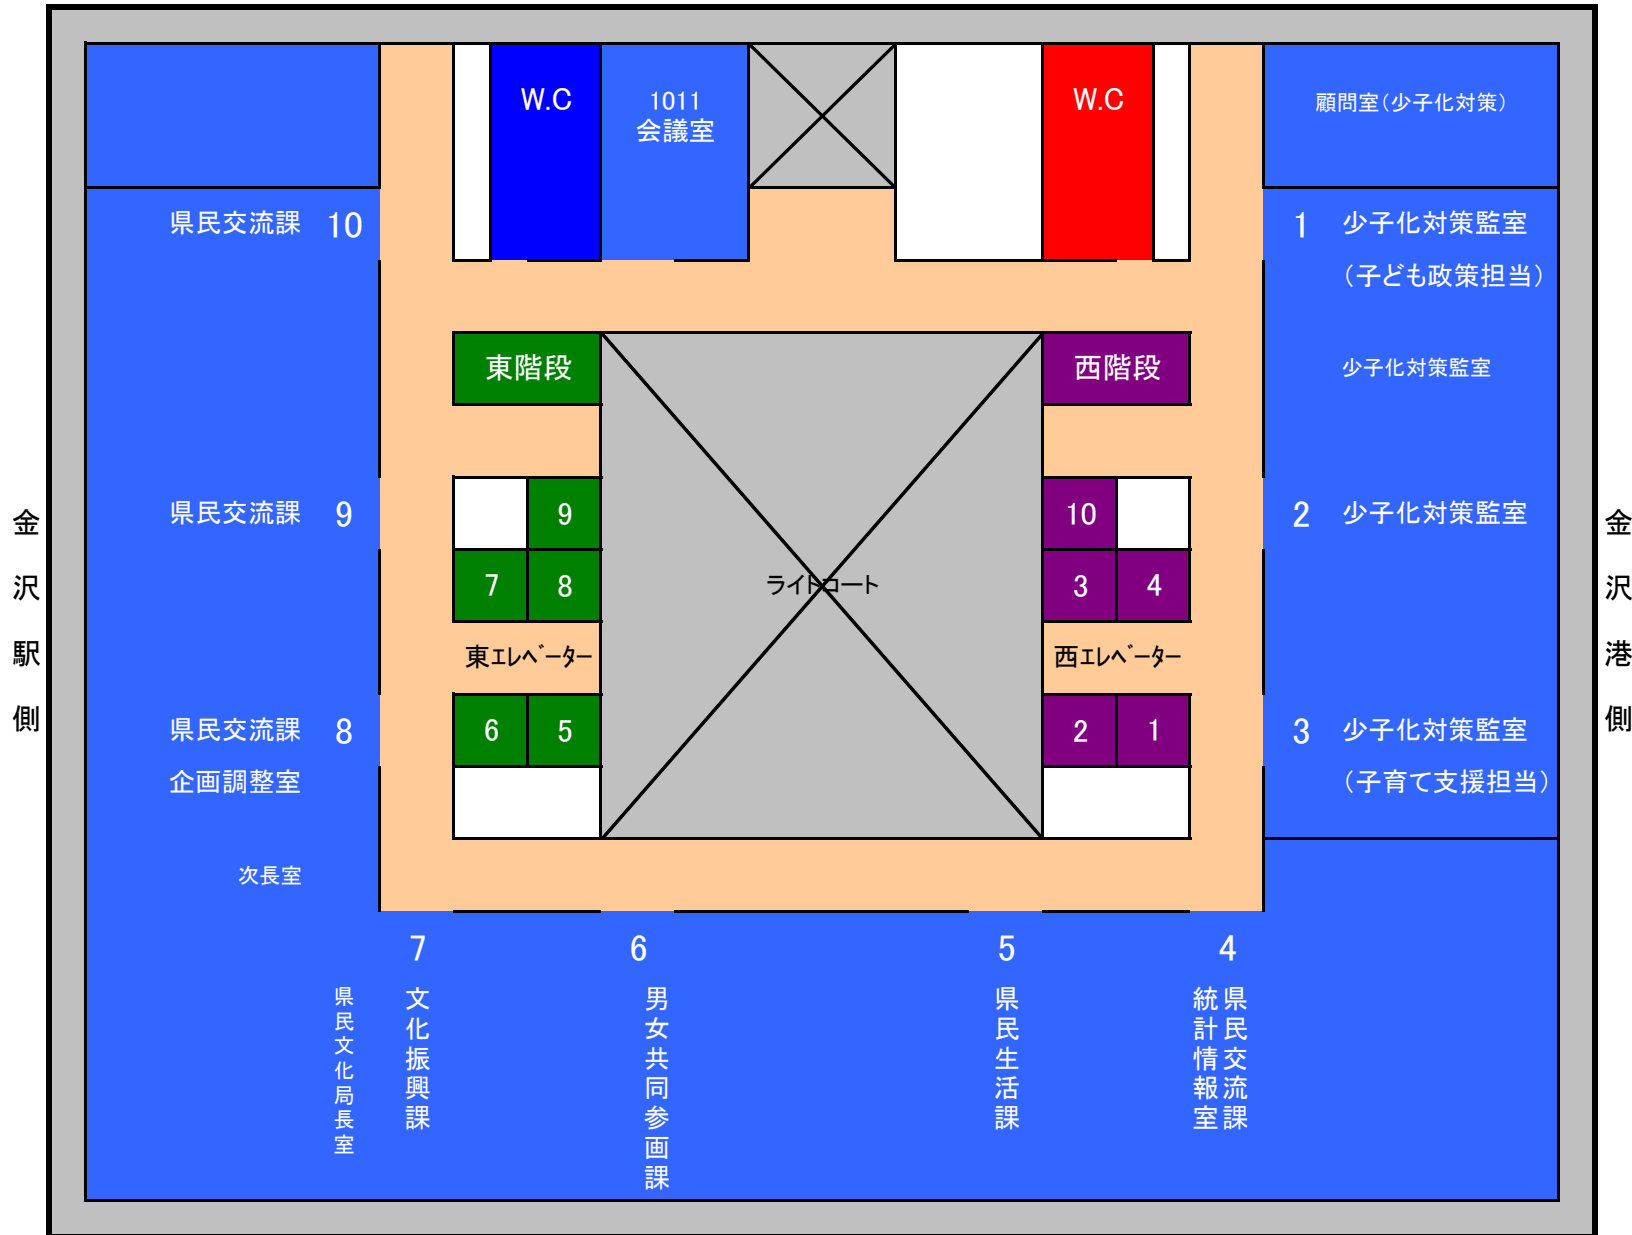 W.C
1011
会議室
W.C
顧問室(少子化対策)
県民交流課 10
1 少子化対策監室
(子ども政策担当)
東階段
西階段
少子化対策監室
県民交流課 9
9
10
2 少子化対策監室
7
8
ライトコート
3
4
東エレベーター
西エレベーター
県民交流課 8
企画調整室
6
5
2
1
3 少子化対策監室
(子育て支援担当)
次長室
金沢駅側
金沢港側
7
6
5
4
県民文化局長室
文化振興課
男女共同参画課
県民生活課
県民交流課
統計情報室